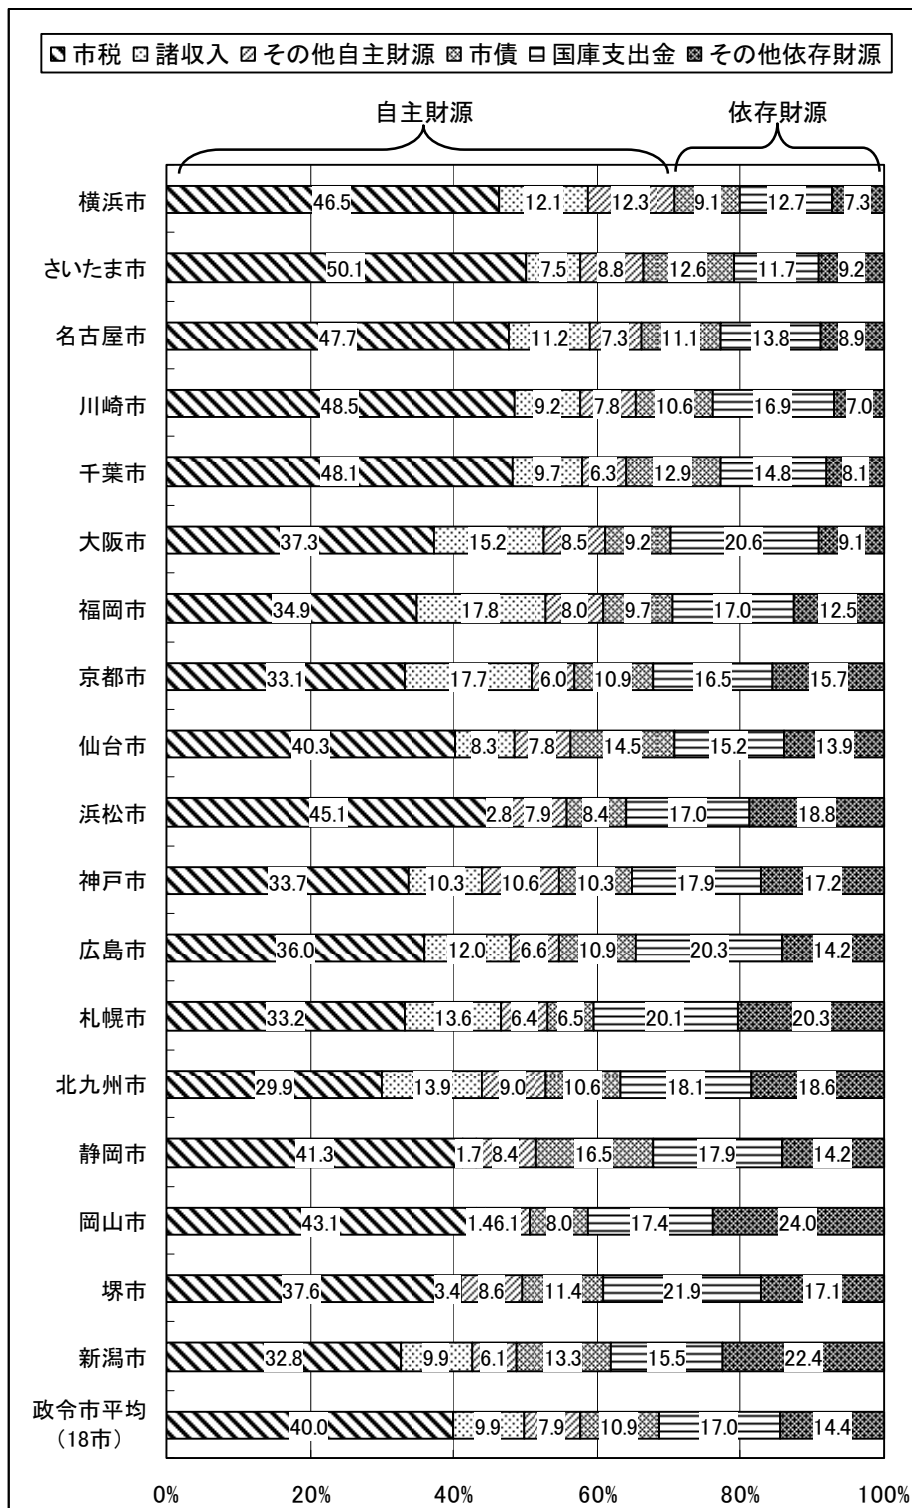 市税 諸収入 その他自主財源 市債 国庫支出金 その他依存財源
自主財源 依存財源
横浜市 46.5 12.1 12.3 9.1 12.7 7.3
さいたま市 50.1 7.5 8.8 12.6 11.7 9.2
名古屋市 47.7 11.2 7.3 11.1 13.8 8.9
川崎市 48.5 9.2 7.8 10.6 16.9 7.0
千葉市 48.1 9.7 6.3 12.9 14.8 8.1
大阪市 37.3 15.2 8.5 9.2 20.6 9.1
福岡市 34.9 17.8 8.0 9.7 17.0 12.5
京都市 33.1 17.7 6.0 10.9 16.5 15.7
仙台市 40.3 8.3 7.8 14.5 15.2 13.9
浜松市 45.1 2.8 7.9 8.4 17.0 18.8
神戸市 33.7 10.3 10.6 10.3 17.9 17.2
広島市 36.0 12.0 6.6 10.9 20.3 14.2
札幌市 33.2 13.6 6.4 6.5 20.1 20.3
北九州市 29.9 13.9 9.0 10.6 18.1 18.6
静岡市 41.3 1.7 8.4 16.5 17.9 14.2
岡山市 43.1 1.4 6.1 8.0 17.4 24.0
堺市 37.6 3.4 8.6 11.4 21.9 17.1
新潟市 32.8 9.9 6.1 13.3 15.5 22.4
政令市平均
（18市） 40.0 9.9 7.9 10.9 17.0 14.4
0% 20% 40% 60% 80% 100%